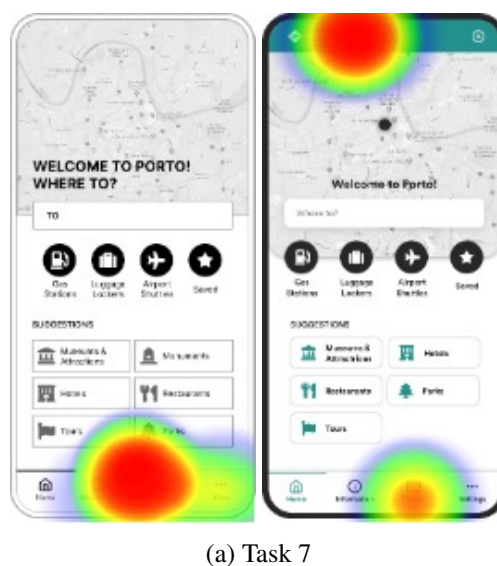 WELCOME TO PORTO!
WHERE TO?
TO
Gas
Stations
Luggage
Lockers
Airport
Shuttles
Saved
SUGGESTIONS
Museums &
Attractions
Monuments
Hotels
Restaurants
Tours
Parks
Home
Welcome to Porto!
Where to?
Gas
Stations
Luggage
Lockers
Airport
Shuttles
Saved
SUGGESTIONS
Museums &
Attractions
Hotels
Restaurants
Parks
Tours
Home
Information
Settings
(a) Task 7